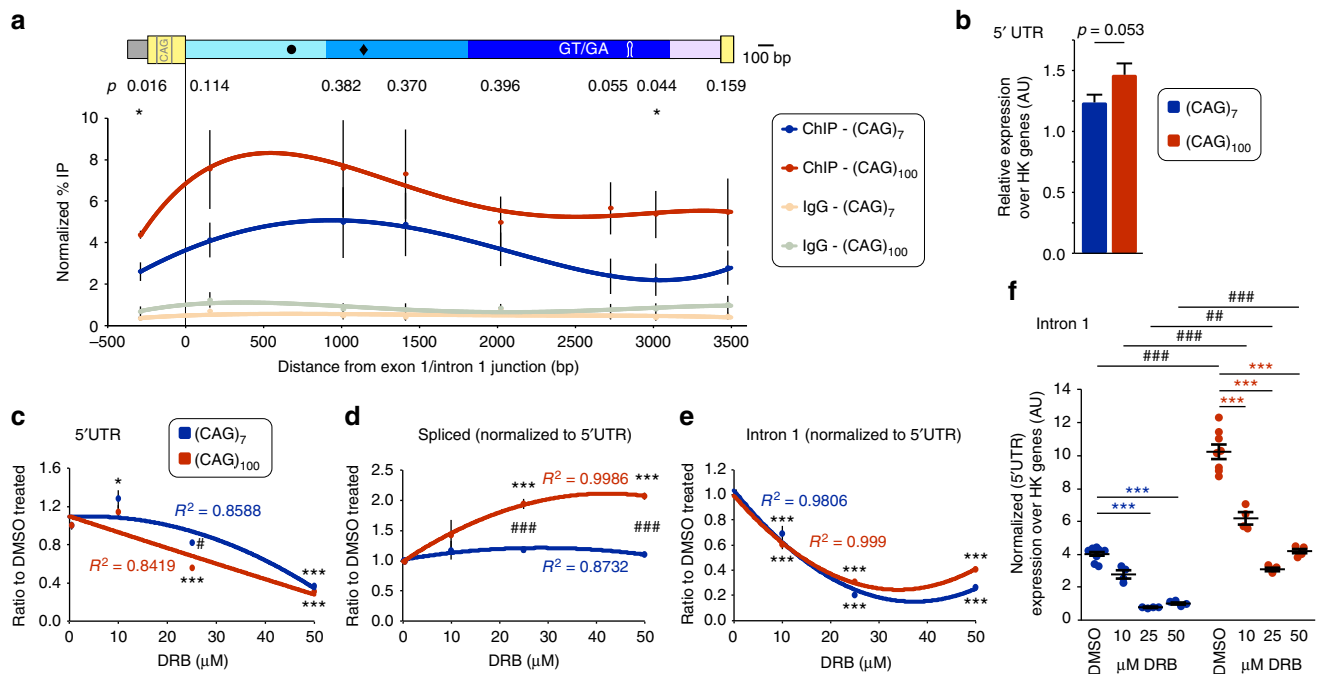 a
CAG
GT/GA
100 bp
p 0.016 0.114 0.382 0.370 0.396 0.055 0.044 0.159
* *
Normalized % IP
10
8
6
4
2
0
−500 0 500 1000 1500 2000 2500 3000 3500
Distance from exon 1/intron 1 junction (bp)
ChIP - (CAG)7
ChIP - (CAG)100
IgG - (CAG)7
IgG - (CAG)100
b
5′ UTR
p = 0.053
Relative expression
over HK genes (AU)
1.5
1.0
0.5
0.0
(CAG)7
(CAG)100
c
5′UTR
(CAG)7
(CAG)100
Ratio to DMSO treated
1.6
1.2
0.8
0.4
0.0
*
R2 = 0.8588
#
R2 = 0.8419
***
***
***
0 10 20 30 40 50
DRB (μM)
d
Spliced (normalized to 5′UTR)
Ratio to DMSO treated
2.5
2.0
1.5
1.0
0.5
0.0
R2 = 0.9986
*** ***
### ###
R2 = 0.8732
0 10 20 30 40 50
DRB (μM)
e
Intron 1 (normalized to 5′UTR)
Ratio to DMSO treated
1.2
1.0
0.8
0.6
0.4
0.2
0.0
R2 = 0.9806
***
R2 = 0.999
***
***
***
***
***
0 10 20 30 40 50
DRB (μM)
f
Intron 1
###
##
###
###
***
***
***
***
***
Normalized (5′UTR)
expression over HK genes (AU)
14
12
10
8
6
4
2
0
DMSO 10 25 50 DMSO 10 25 50
μM DRB μM DRB